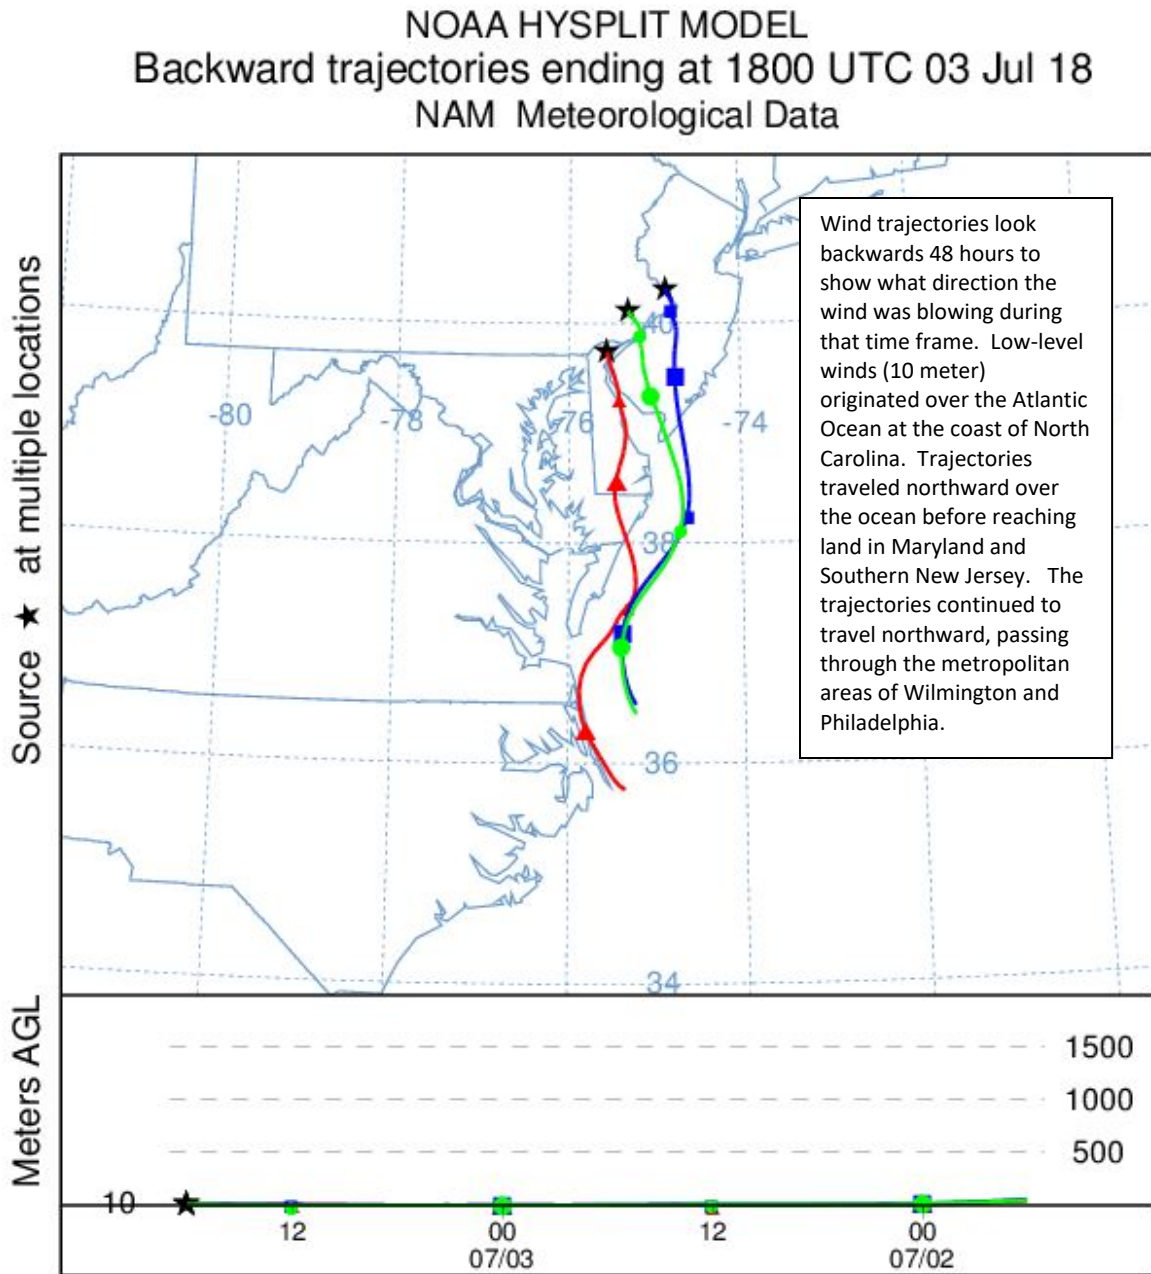 NOAA HYSPLIT MODEL
Backward trajectories ending at 1800 UTC 03 Jul 18
NAM Meteorological Data
Source ★ at multiple locations
Wind trajectories look
backwards 48 hours to
show what direction the
wind was blowing during
that time frame. Low-level
winds (10 meter)
originated over the Atlantic
Ocean at the coast of North
Carolina. Trajectories
traveled northward over
the ocean before reaching
land in Maryland and
Southern New Jersey. The
trajectories continued to
travel northward, passing
through the metropolitan
areas of Wilmington and
Philadelphia.
40
-80
-78
-76
-74
38
36
34
Meters AGL
1500
1000
500
10
12
00
12
00
07/03
07/02